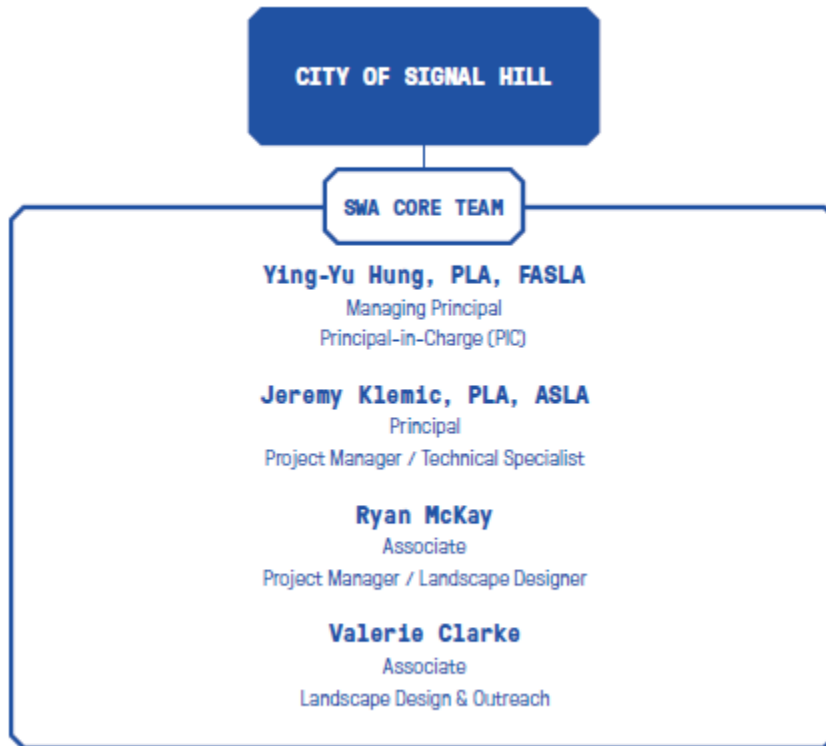 CITY OF SIGNAL HILL
SWA CORE TEAM
Ying-Yu Hung, PLA, FASLA
Managing Principal
Principal-in-Charge (PIC)
Jeremy Klemic, PLA, ASLA
Principal
Project Manager / Technical Specialist
Ryan McKay
Associate
Project Manager / Landscape Designer
Valerie Clarke
Associate
Landscape Design & Outreach